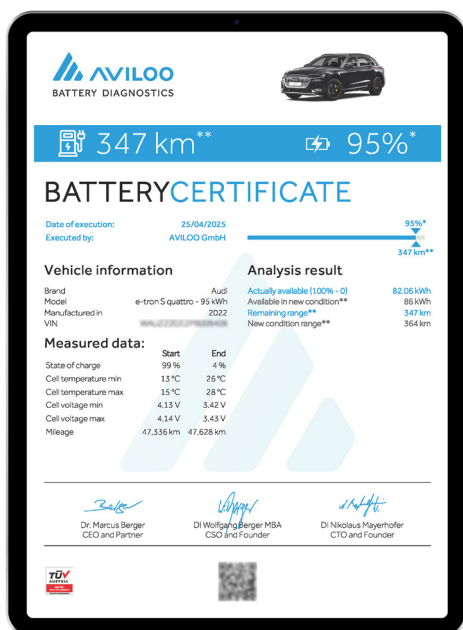 AVILOO
BATTERY DIAGNOSTICS
347 km** 95%*
BATTERYCERTIFICATE
Date of execution: 25/04/2025
Executed by: AVILOO GmbH
95%*
347 km**
Vehicle information
Brand Audi
Model e-tron S quattro - 95 kWh
Manufactured in 2022
VIN
Analysis result
Actually available (100% - 0) 82.06 kWh
Available in new condition** 86 kWh
Remaining range** 347 km
New condition range** 364 km
Measured data:
Start End
State of charge 99 % 4 %
Cell temperature min 13 °C 26 °C
Cell temperature max 15 °C 28 °C
Cell voltage min 4.13 V 3.42 V
Cell voltage max 4.14 V 3.43 V
Mileage 47,336 km 47,628 km
Dr. Marcus Berger
CEO and Partner
DI Wolfgang Berger MBA
CSO and Founder
DI Nikolaus Mayerhofer
CTO and Founder
TÜV
AUSTRIA